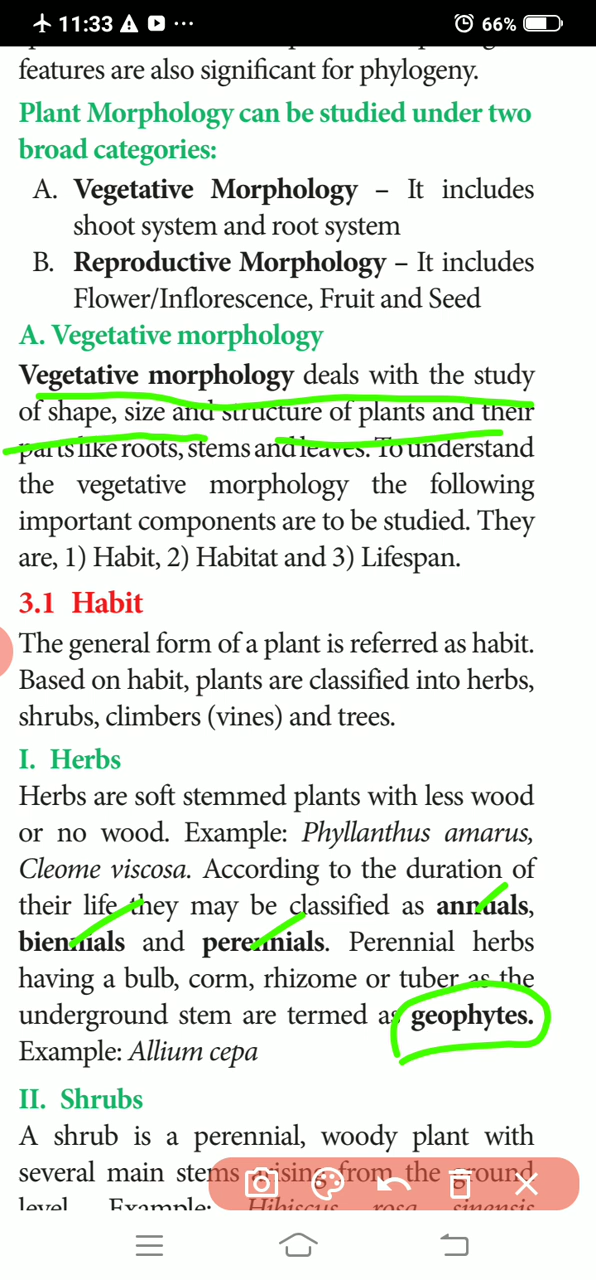 11:33
66%
features are also significant for phylogeny.
Plant Morphology can be studied under two
broad categories:
A. Vegetative Morphology – It includes
shoot system and root system
B. Reproductive Morphology – It includes
Flower/Inflorescence, Fruit and Seed
A. Vegetative morphology
Vegetative morphology deals with the study
of shape, size and structure of plants and their
parts like roots, stems and leaves. To understand
the vegetative morphology the following
important components are to be studied. They
are, 1) Habit, 2) Habitat and 3) Lifespan.
3.1 Habit
The general form of a plant is referred as habit.
Based on habit, plants are classified into herbs,
shrubs, climbers (vines) and trees.
I. Herbs
Herbs are soft stemmed plants with less wood
or no wood. Example: Phyllanthus amarus,
Cleome viscosa. According to the duration of
their life they may be classified as annuals,
biennials and perennials. Perennial herbs
having a bulb, corm, rhizome or tuber as the
underground stem are termed as geophytes.
Example: Allium cepa
II. Shrubs
A shrub is a perennial, woody plant with
several main stems arising from the ground
level. Example: Hibiscus rosa sinensis